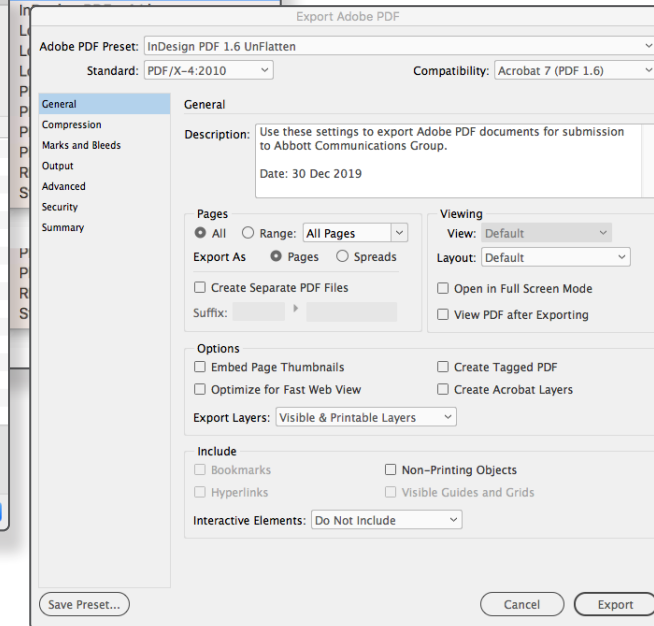 Export Adobe PDF
Adobe PDF Preset: InDesign PDF 1.6 UnFlatten
Standard: PDF/X-4:2010 Compatibility: Acrobat 7 (PDF 1.6)
General
Compression
Marks and Bleeds
Output
Advanced
Security
Summary
General
Description: Use these settings to export Adobe PDF documents for submission
to Abbott Communications Group.
Date: 30 Dec 2019
Pages
All Range: All Pages
Export As Pages Spreads
Create Separate PDF Files
Suffix:
Viewing
View: Default
Layout: Default
Open in Full Screen Mode
View PDF after Exporting
Options
Embed Page Thumbnails Create Tagged PDF
Optimize for Fast Web View Create Acrobat Layers
Export Layers: Visible & Printable Layers
Include
Bookmarks Non-Printing Objects
Hyperlinks Visible Guides and Grids
Interactive Elements: Do Not Include
Save Preset... Cancel Export